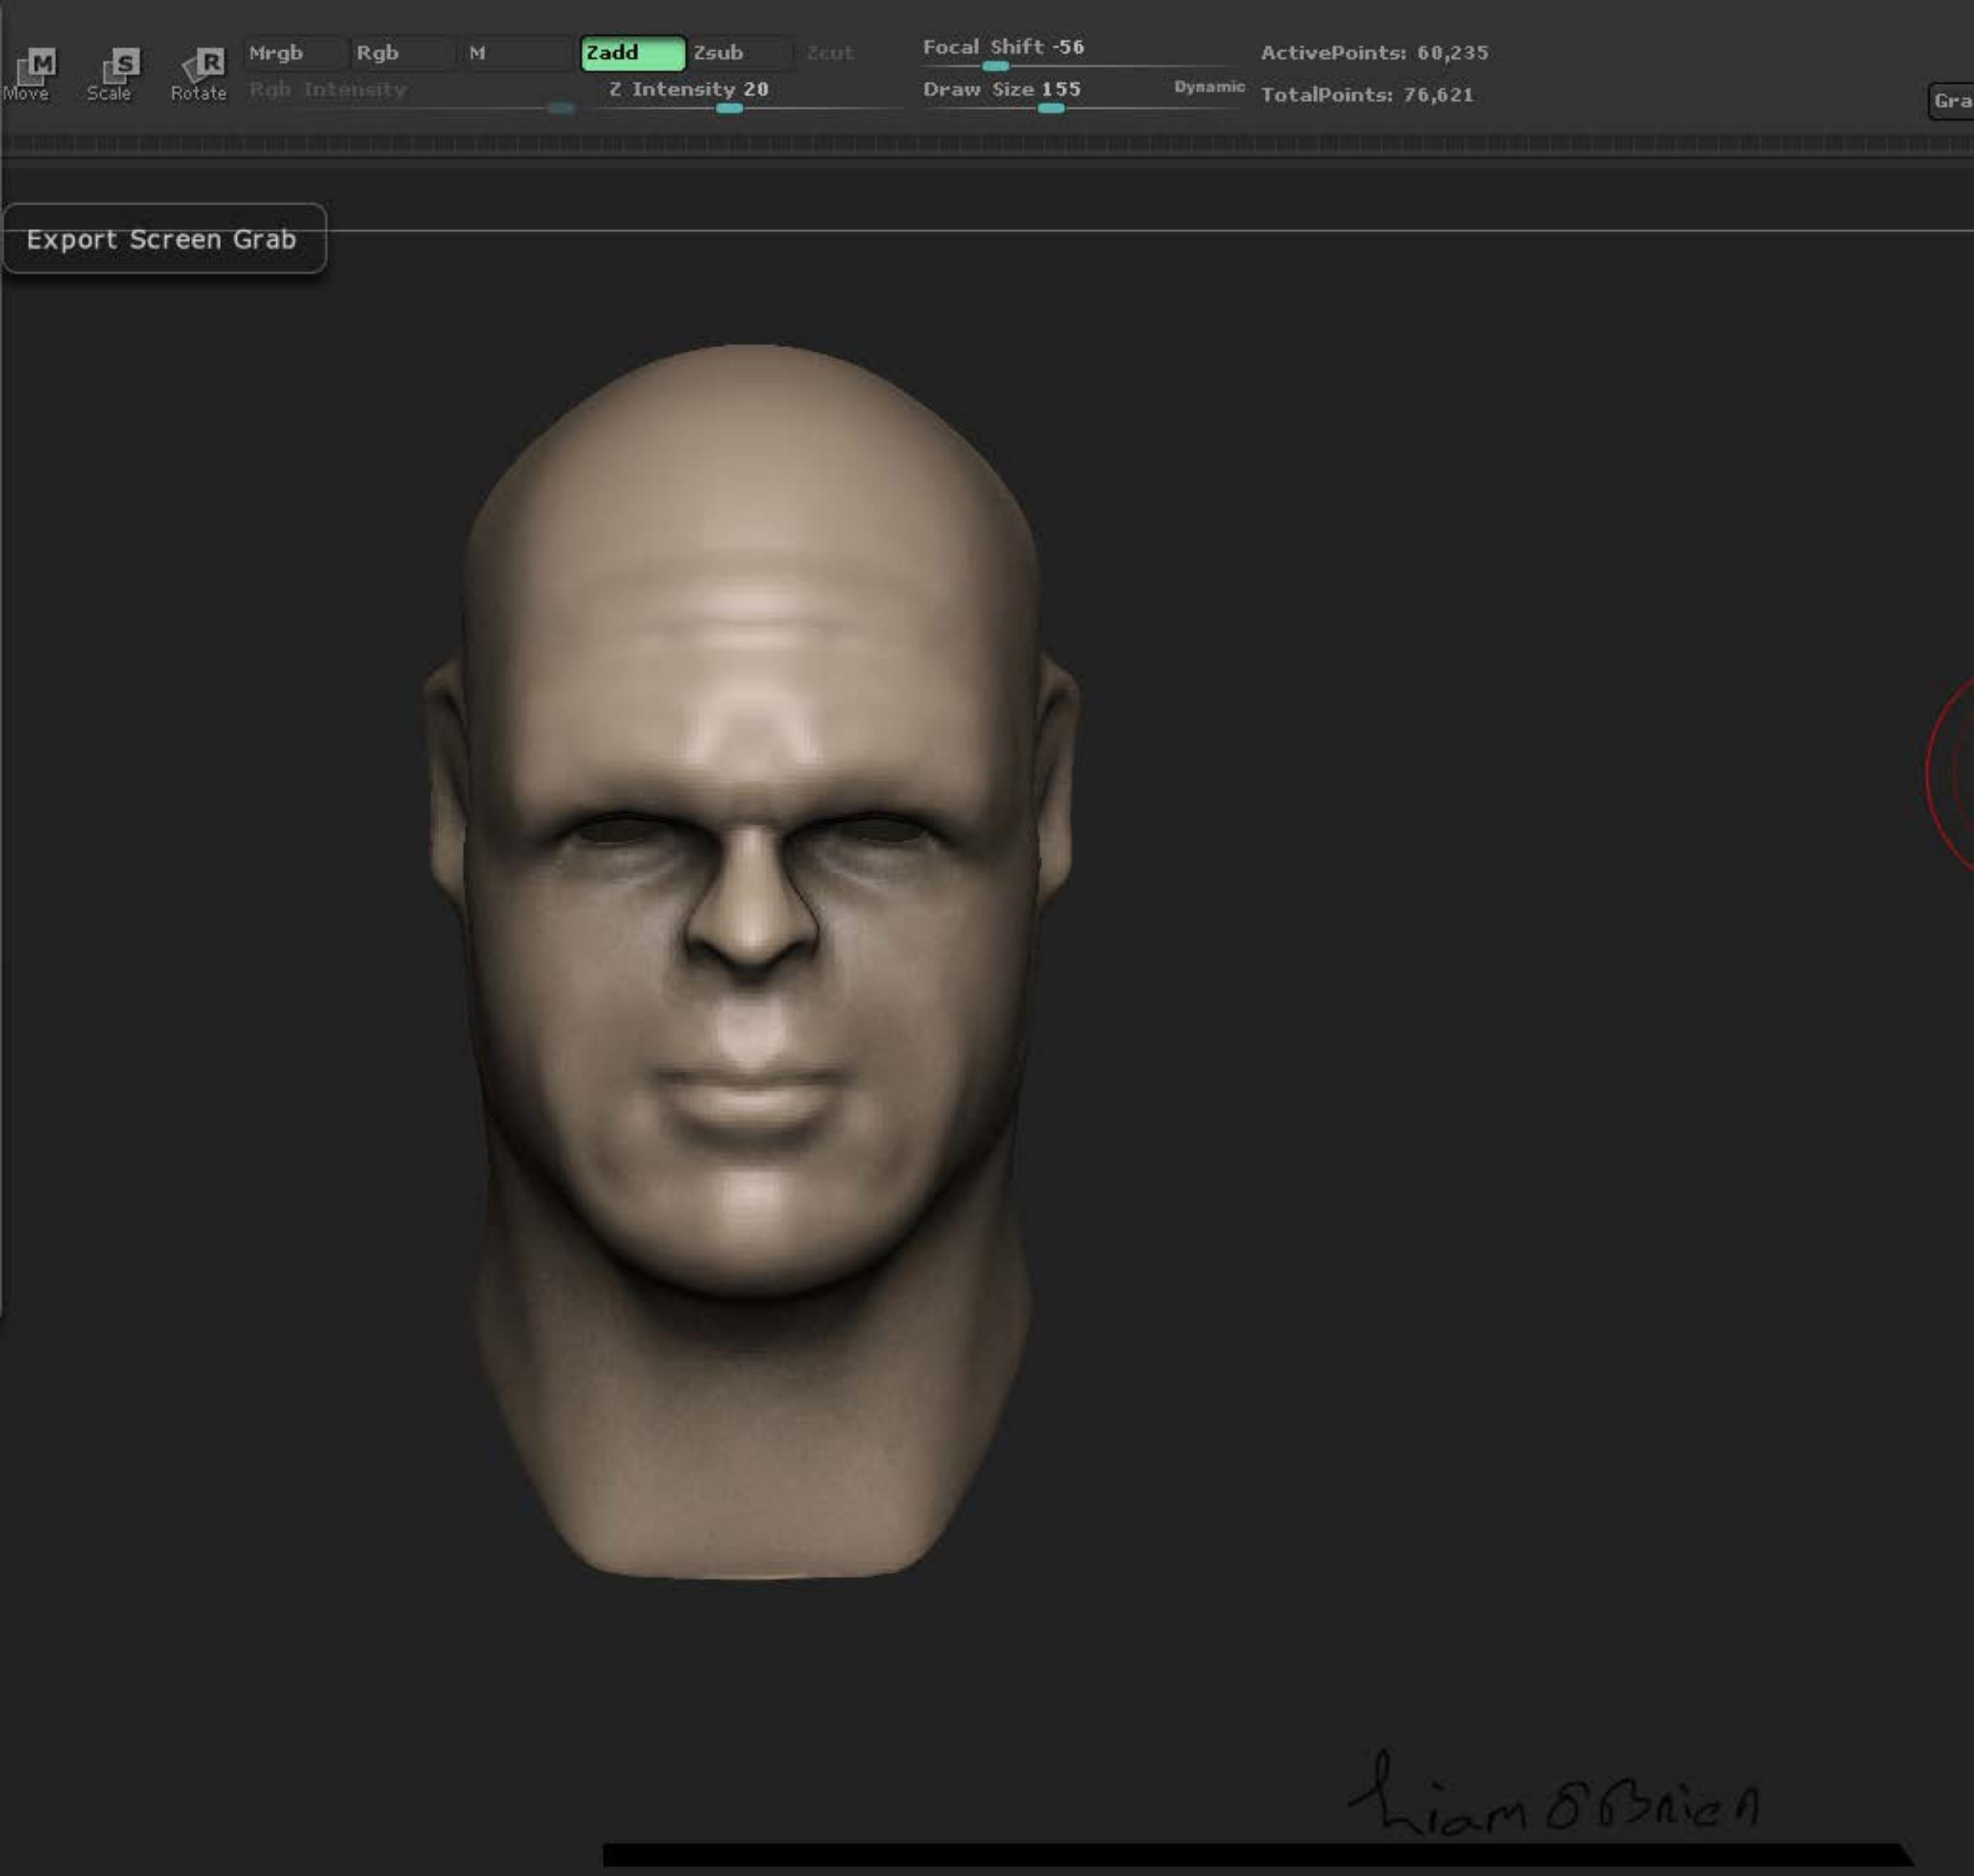 Mrgb Rgb M Zadd Zsub Zcut Focal Shift -56 ActivePoints: 60,235
Move Scale Rotate Rgb Intensity Z Intensity 20 Draw Size 155 Dynamic TotalPoints: 76,621
Gra
Export Screen Grab
Liam O'Brien